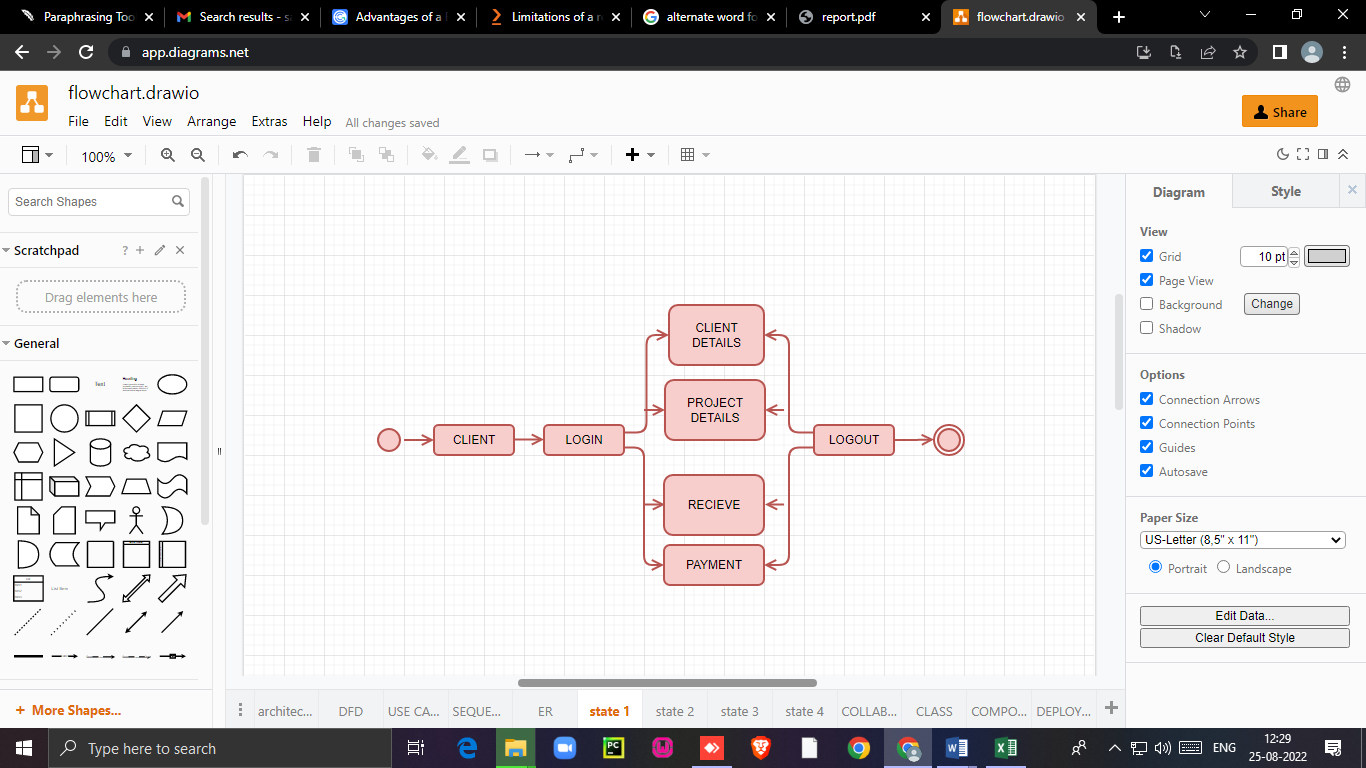 Paraphrasing Too
Search results - s
Advantages of a
Limitations of a r
alternate word fo
report.pdf
flowchart.drawio
app.diagrams.net
flowchart.drawio
File Edit View Arrange Extras Help All changes saved
Share
100%
Search Shapes
Scratchpad
?
Drag elements here
General
Text
Heading
More Shapes...
CLIENT
DETAILS
PROJECT
DETAILS
CLIENT
LOGIN
LOGOUT
RECIEVE
PAYMENT
Diagram
Style
View
Grid
10 pt
Page View
Background
Change
Shadow
Options
Connection Arrows
Connection Points
Guides
Autosave
Paper Size
US-Letter (8,5" x 11")
Portrait Landscape
Edit Data...
Clear Default Style
architec... DFD USE CA... SEQUE... ER state 1 state 2 state 3 state 4 COLLAB... CLASS COMPO... DEPLOY...
Type here to search
PC
W
X
ENG
12:29
25-08-2022